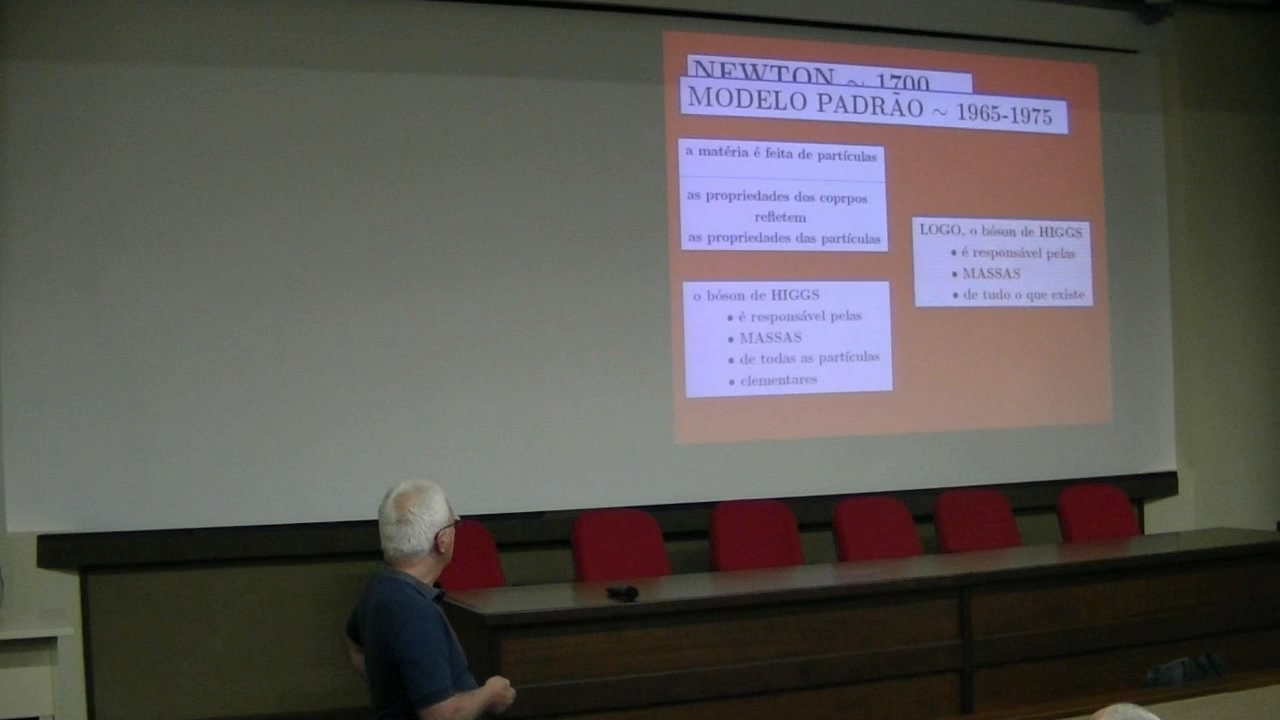 NEWTON ~ 1700
MODELO PADRÃO ~ 1965-1975
a matéria é feita de partículas
as propriedades dos coprpos
refletem
as propriedades das partículas
o bóson de HIGGS
• é responsável pelas
• MASSAS
• de todas as partículas
• elementares
LOGO, o bóson de HIGGS
• é responsável pelas
• MASSAS
• de tudo o que existe